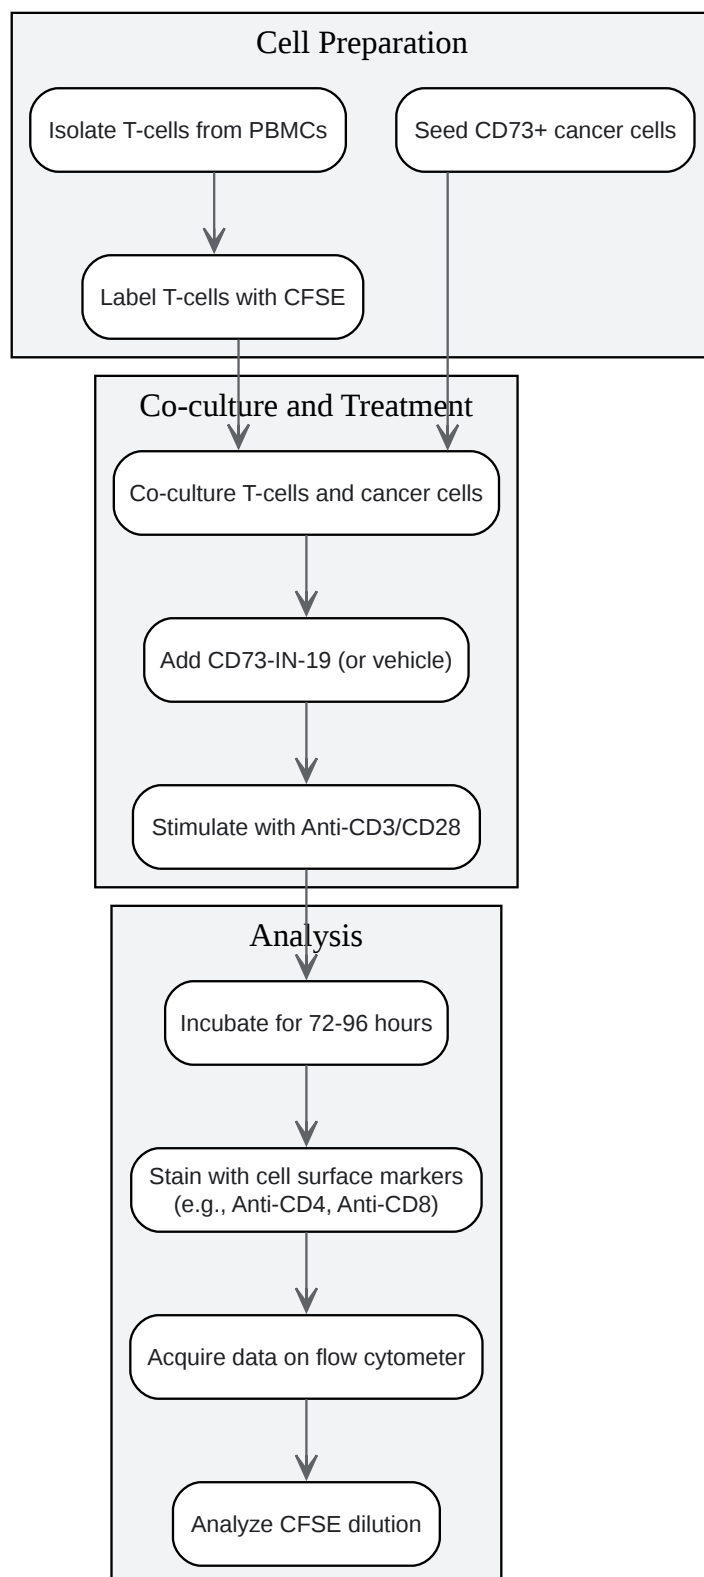 Cell Preparation
Isolate T-cells from PBMCs
Seed CD73+ cancer cells
Label T-cells with CFSE
Co-culture and Treatment
Co-culture T-cells and cancer cells
Add CD73-IN-19 (or vehicle)
Stimulate with Anti-CD3/CD28
Analysis
Incubate for 72-96 hours
Stain with cell surface markers
(e.g., Anti-CD4, Anti-CD8)
Acquire data on flow cytometer
Analyze CFSE dilution